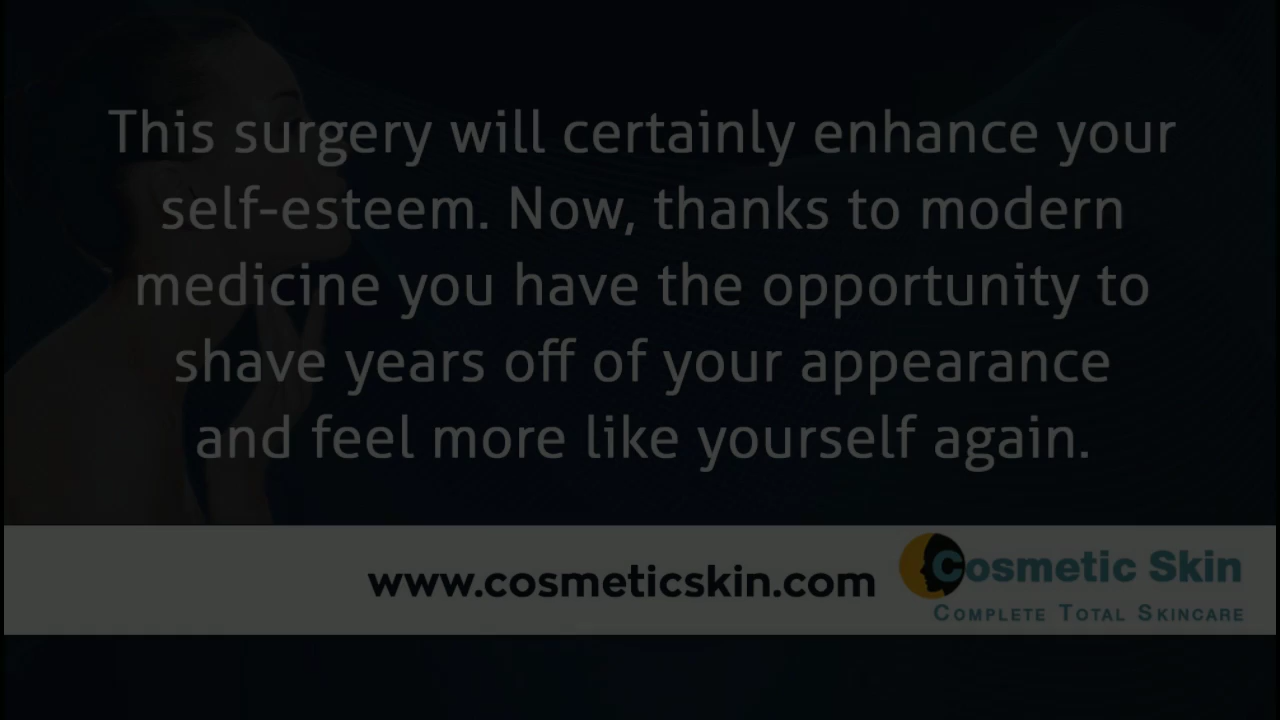 This surgery will certainly enhance your
self-esteem. Now, thanks to modern
medicine you have the opportunity to
shave years off of your appearance
and feel more like yourself again.
www.cosmeticskin.com
Cosmetic Skin
COMPLETE TOTAL SKINCARE